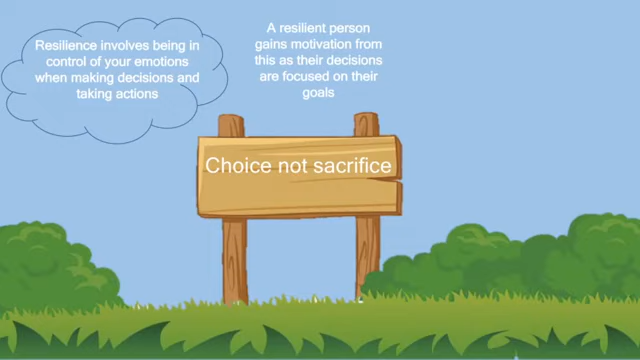 Resilience involves being in
control of your emotions
when making decisions and
taking actions
A resilient person
gains motivation from
this as their decisions
are focused on their
goals
Choice not sacrifice